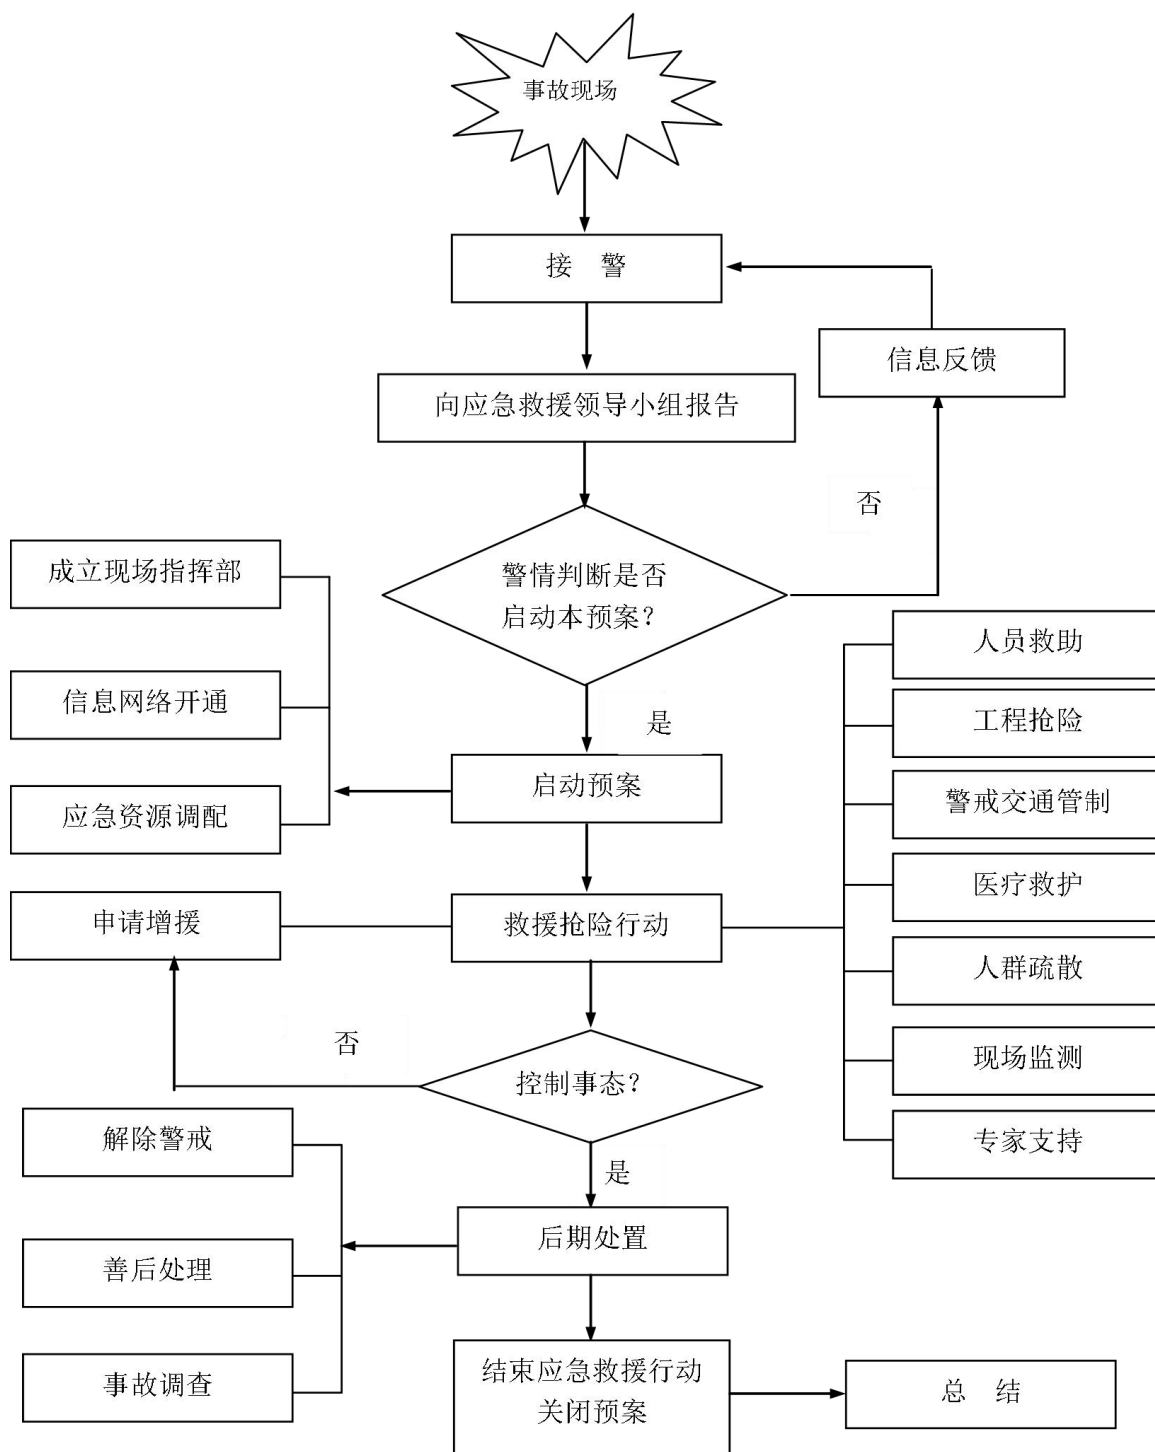 事故现场
接　警
信息反馈
向应急救援领导小组报告
否
警情判断是否
启动本预案？
成立现场指挥部
信息网络开通
应急资源调配
是
启动预案
人员救助
工程抢险
警戒交通管制
医疗救护
人群疏散
现场监测
专家支持
申请增援
救援抢险行动
否
控制事态？
是
解除警戒
善后处理
事故调查
后期处置
结束应急救援行动
关闭预案
总　结